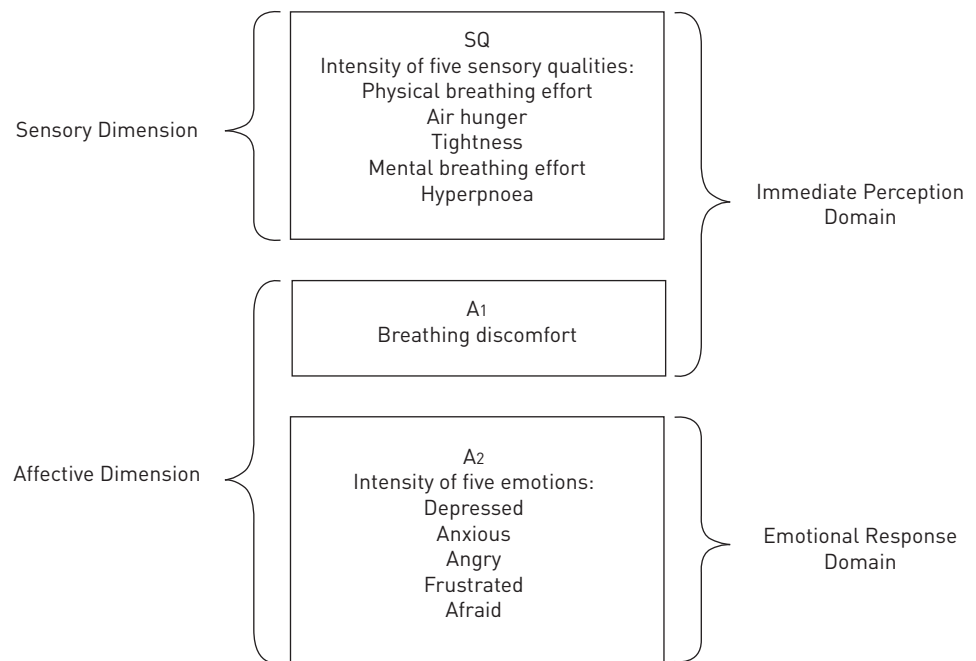 SQ
Intensity of five sensory qualities:
Physical breathing effort
Air hunger
Tightness
Mental breathing effort
Hyperpnoea
Sensory Dimension
Immediate Perception
Domain
A1
Breathing discomfort
Affective Dimension
A2
Intensity of five emotions:
Depressed
Anxious
Angry
Frustrated
Afraid
Emotional Response
Domain